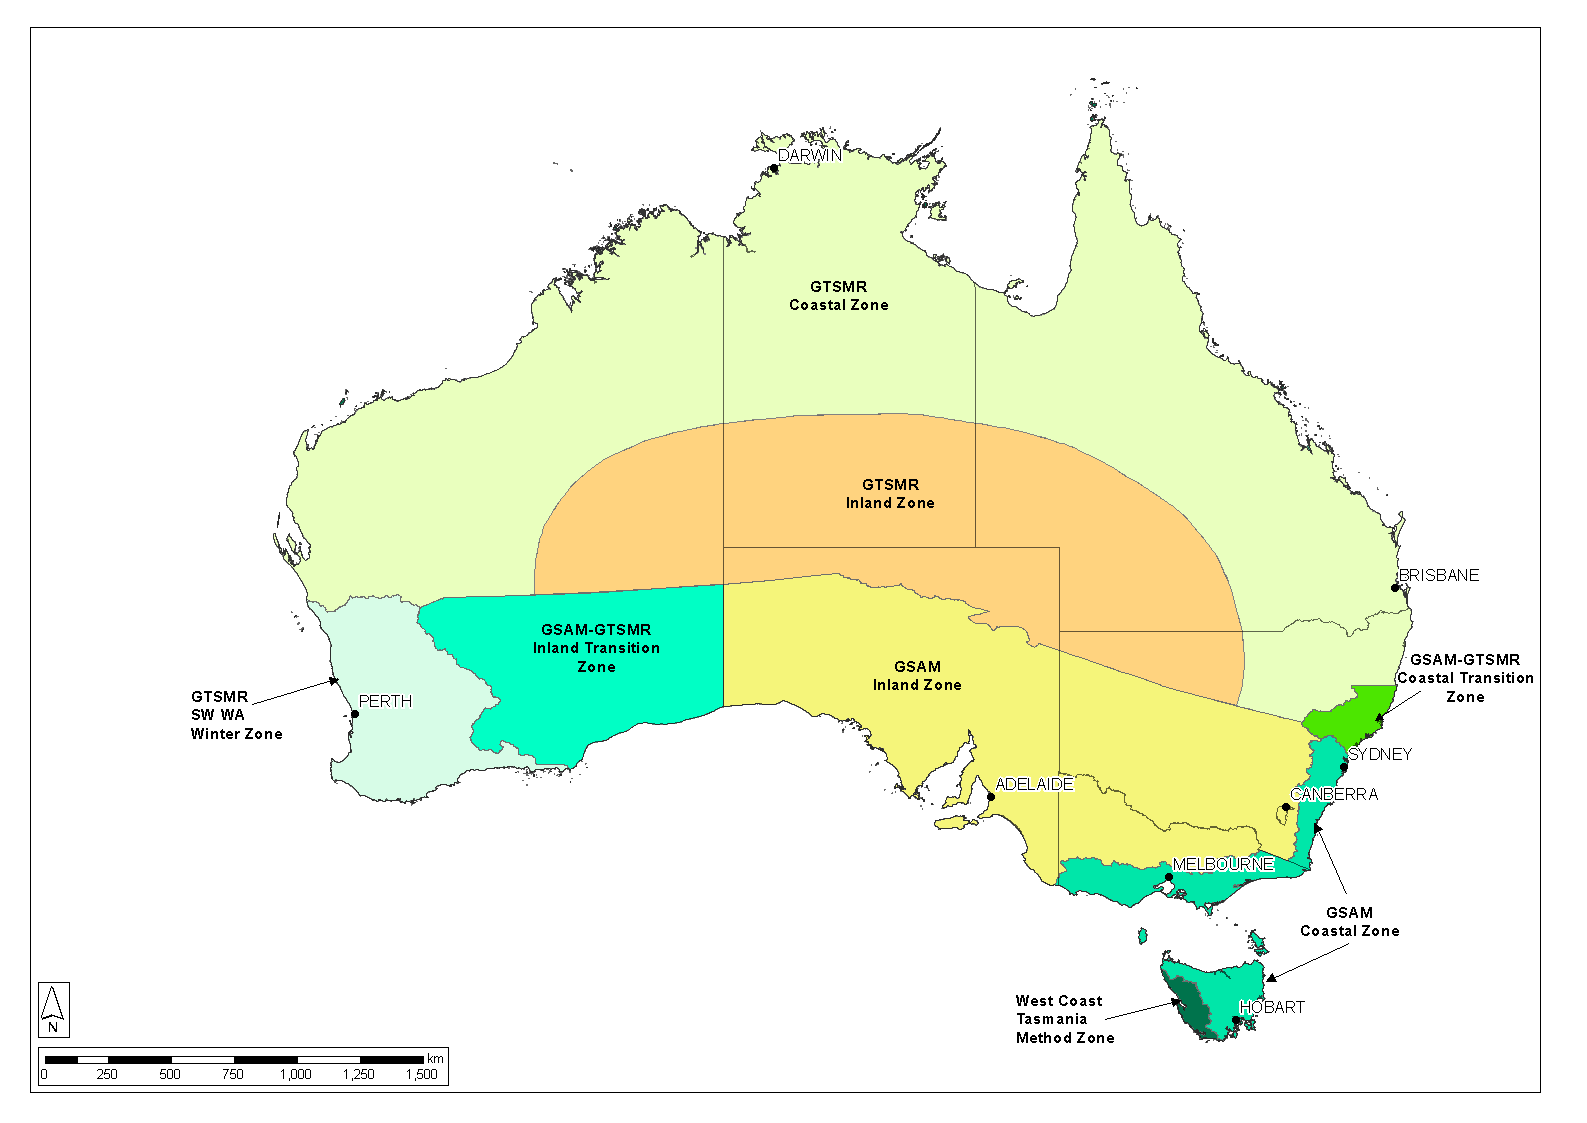 DARWIN
GTSMR
Coastal Zone
GTSMR
Inland Zone
BRISBANE
GSAM-GTSMR
Inland Transition
Zone
GSAM
Inland Zone
GSAM-GTSMR
Coastal Transition
Zone
GTSMR
SW WA
Winter Zone
PERTH
SYDNEY
ADELAIDE
CANBERRA
MELBOURNE
GSAM
Coastal Zone
West Coast
Tasmania
Method Zone
HOBART
N
km
0 250 500 750 1,000 1,250 1,500